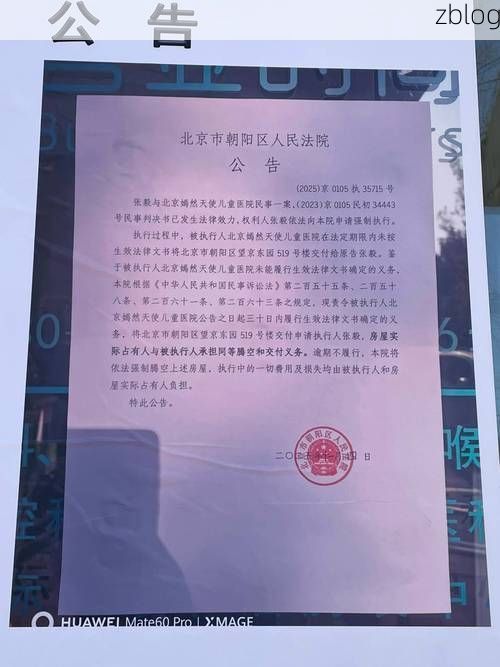 公 告
zblog
北京市朝阳区人民法院
公 告
(2025)京 0105 执 35715 号
张毅与北京嫣然天使儿童医院民事一案,(2023)京 0105 民初 34443
号民事判决书已发生法律效力,权利人张毅依法向本院申请强制执行。
执行过程中,被执行人北京嫣然天使儿童医院在法定期限内未按
生效法律文书将北京市朝阳区望京东园 519 号楼交付给原告张毅。鉴
于被执行人北京嫣然天使儿童医院未能履行生效法律文书确定的义务,
本院根据《中华人民共和国民事诉讼法》第二百五十五条、二百五十
八条、第二百六十一条、第二百六十三条之规定,现责令被执行人北
京嫣然天使儿童医院公告之日起三十日内履行生效法律文书确定的义
务,将北京市朝阳区望京东园 519 号楼交付申请执行人张毅,房屋实
际占有人与被执行人承担同等腾空和交付义务。逾期不履行,本院将
依法强制腾空上述房屋,执行中的一切费用及损失均由被执行人和房
屋实际占有人负担。
特此公告。
北京市朝阳区人民法院
日
喉
HUAWEI Mate60 Pro | XMAGE